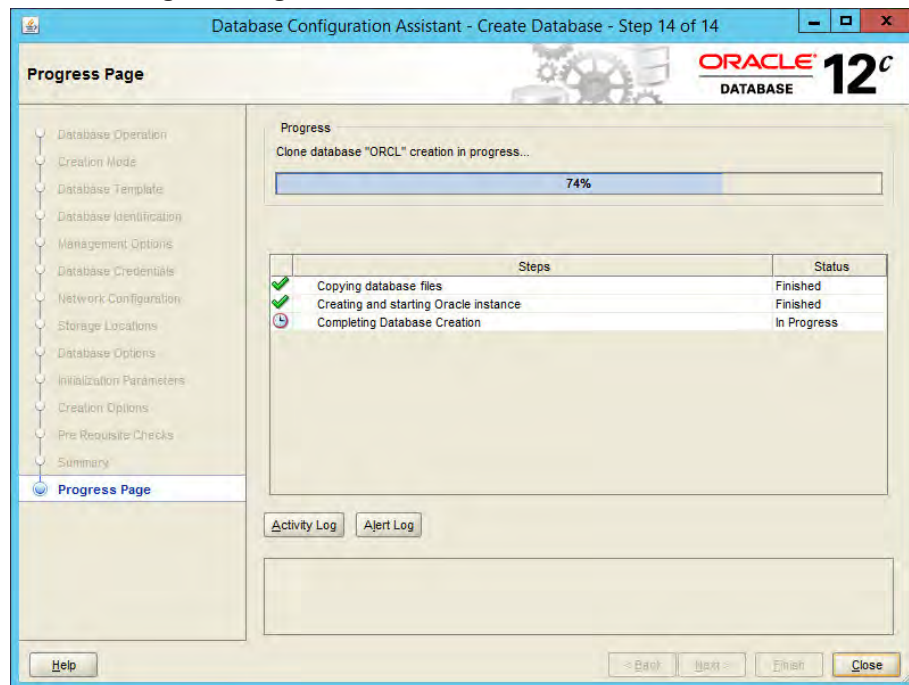 Database Configuration Assistant - Create Database - Step 14 of 14
Progress Page
ORACLE
DATABASE
12c
Database Operation
Creation Mode
Database Template
Database Identification
Management Options
Database Credentials
Network Configuration
Storage Locations
Database Options
Initialization Parameters
Creation Options
Pre Requisite Checks
Summary
Progress Page
Progress
Clone database "ORCL" creation in progress...
74%
Steps Status
Copying database files Finished
Creating and starting Oracle instance Finished
Completing Database Creation In Progress
Activity Log Alert Log
Help < Back Next > Finish Close